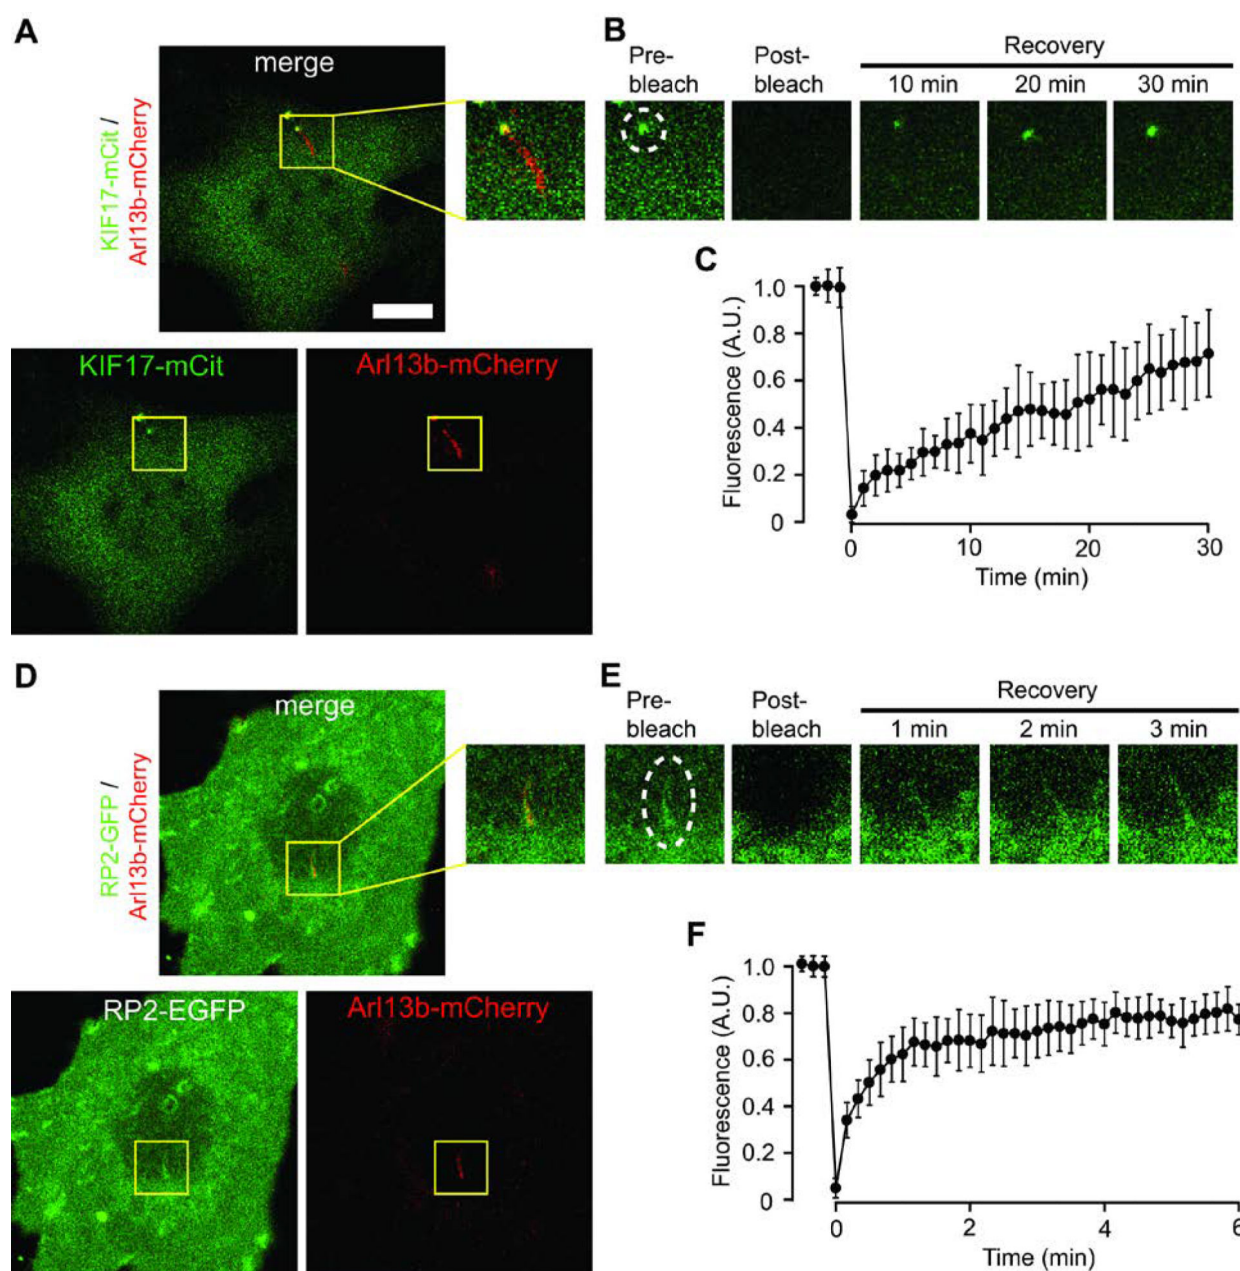 A
merge
KIF17-mCit /
Arl13b-mCherry
KIF17-mCit
Arl13b-mCherry
B
Pre-
bleach
Post-
bleach
Recovery
10 min
20 min
30 min
C
Fluorescence (A.U.)
1.0
0.8
0.6
0.4
0.2
0
0
10
20
30
Time (min)
D
merge
RP2-GFP /
Arl13b-mCherry
RP2-EGFP
Arl13b-mCherry
E
Pre-
bleach
Post-
bleach
Recovery
1 min
2 min
3 min
F
Fluorescence (A.U.)
1.0
0.8
0.6
0.4
0.2
0
0
2
4
6
Time (min)